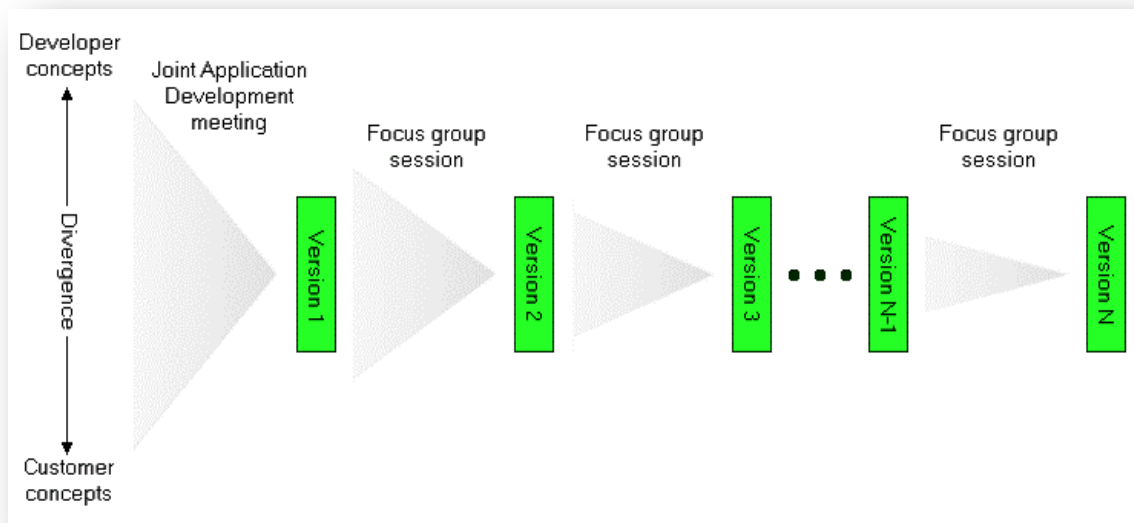 Developer
concepts
Joint Application
Development
meeting
Focus group
session
Focus group
session
Focus group
session
Divergence
Version 1
Version 2
Version 3
Version N-1
Version N
Customer
concepts